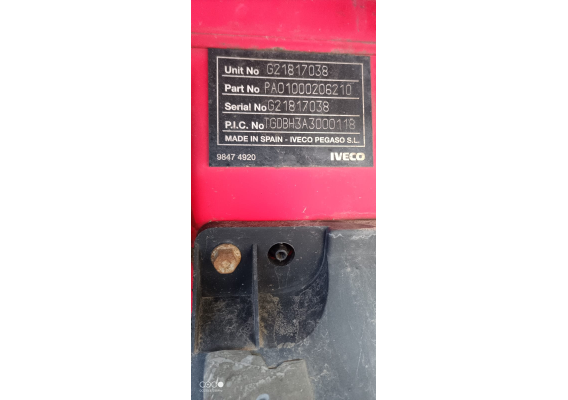 Unit No G21817038
Part No PA01000206210
Serial No G21817038
P.I.C. No TGDBH3A3000118
MADE IN SPAIN - IVECO PEGASO S.L.
9847 4920 IVECO